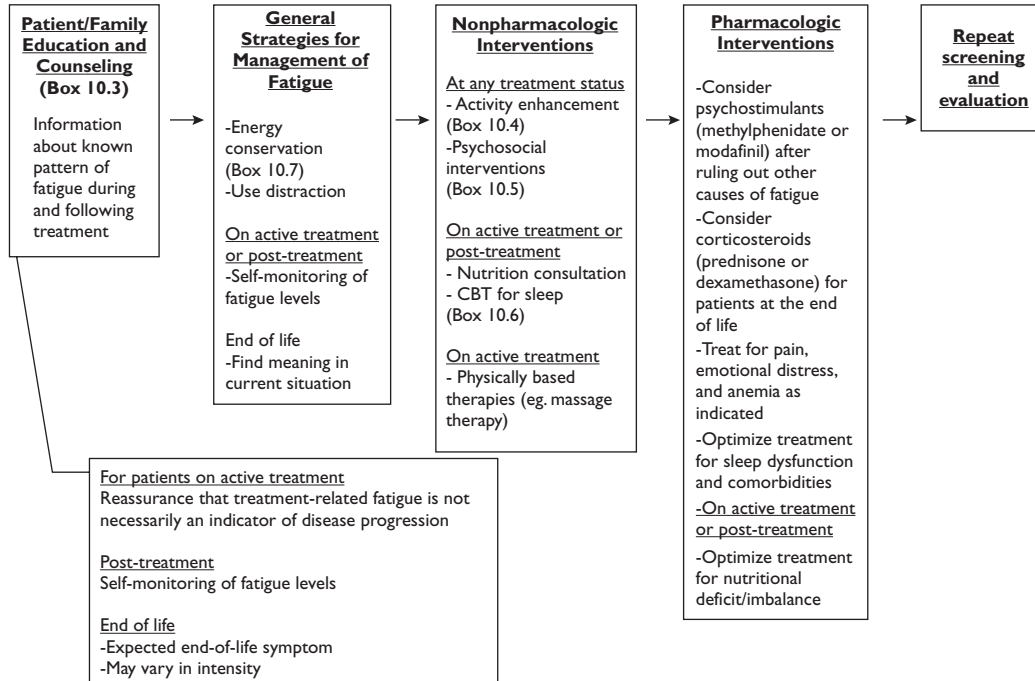 Patient/Family
Education and
Counseling
(Box 10.3)
Information
about known
pattern of
fatigue during
and following
treatment
General
Strategies for
Management of
Fatigue
-Energy
conservation
(Box 10.7)
-Use distraction
On active treatment
or post-treatment
-Self-monitoring of
fatigue levels
End of life
-Find meaning in
current situation
Nonpharmacologic
Interventions
At any treatment status
- Activity enhancement
(Box 10.4)
-Psychosocial
interventions
(Box 10.5)
On active treatment or
post-treatment
- Nutrition consultation
- CBT for sleep
(Box 10.6)
On active treatment
- Physically based
therapies (eg. massage
therapy)
Pharmacologic
Interventions
-Consider
psychostimulants
(methylphenidate or
modafinil) after
ruling out other
causes of fatigue
-Consider
corticosteroids
(prednisone or
dexamethasone) for
patients at the end
of life
-Treat for pain,
emotional distress,
and anemia as
indicated
-Optimize treatment
for sleep dysfunction
and comorbidities
-On active treatment
or post-treatment
-Optimize treatment
for nutritional
deficit/imbalance
Repeat
screening
and
evaluation
For patients on active treatment
Reassurance that treatment-related fatigue is not
necessarily an indicator of disease progression
Post-treatment
Self-monitoring of fatigue levels
End of life
-Expected end-of-life symptom
-May vary in intensity